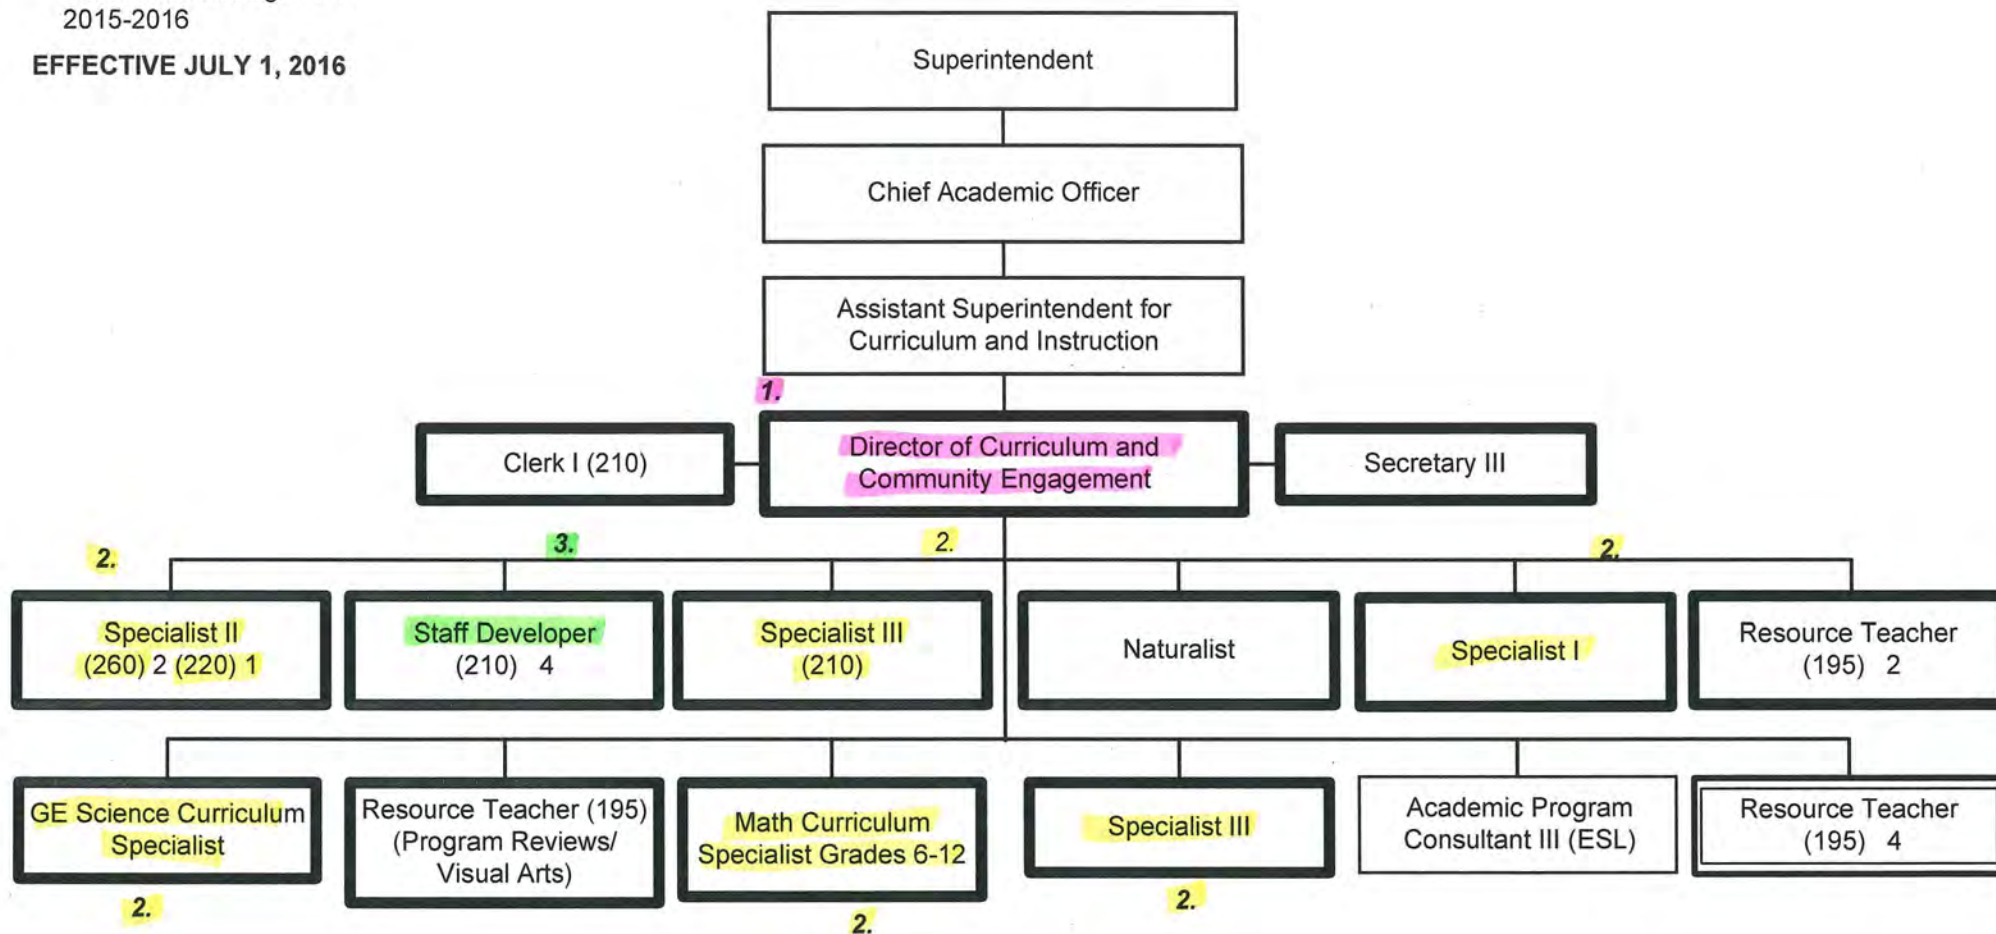 2015-2016
EFFECTIVE JULY 1, 2016
Superintendent
Chief Academic Officer
Assistant Superintendent for
Curriculum and Instruction
1.
Clerk I (210)
Director of Curriculum and
Community Engagement
Secretary III
2.
3.
2.
2.
Specialist II
(260) 2 (220) 1
Staff Developer
(210) 4
Specialist III
(210)
Naturalist
Specialist I
Resource Teacher
(195) 2
GE Science Curriculum
Specialist
Resource Teacher (195)
(Program Reviews/
Visual Arts)
Math Curriculum
Specialist Grades 6-12
Specialist III
Academic Program
Consultant III (ESL)
Resource Teacher
(195) 4
2.
2.
2.